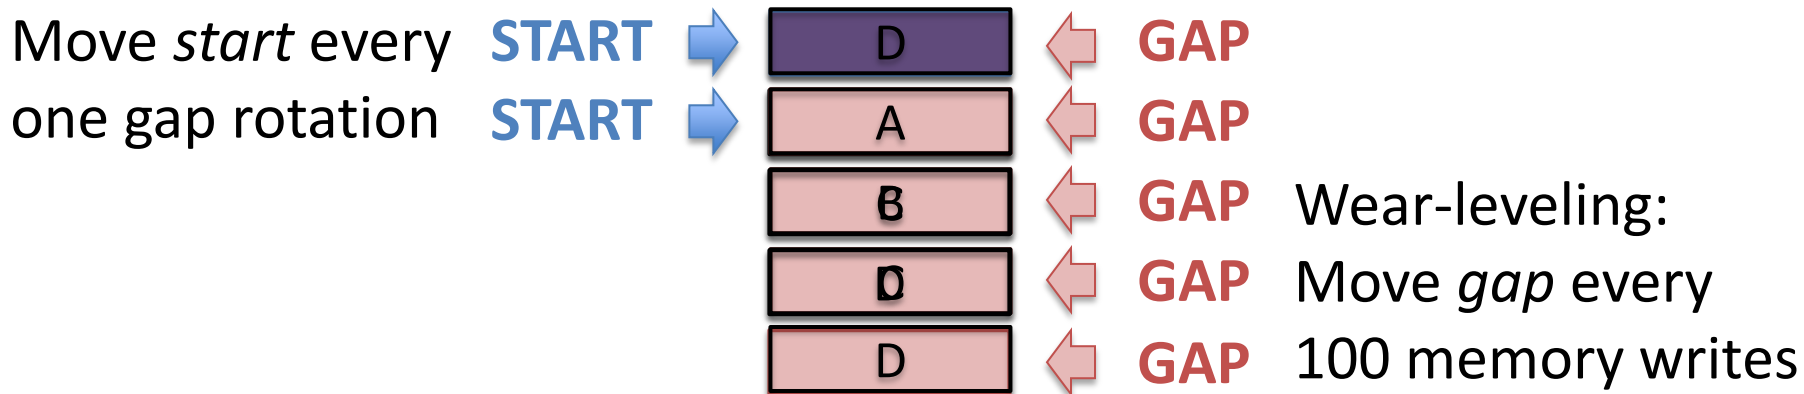 Move start every START D GAP
one gap rotation START A GAP
GAP Wear-leveling:
GAP Move gap every
D GAP 100 memory writes